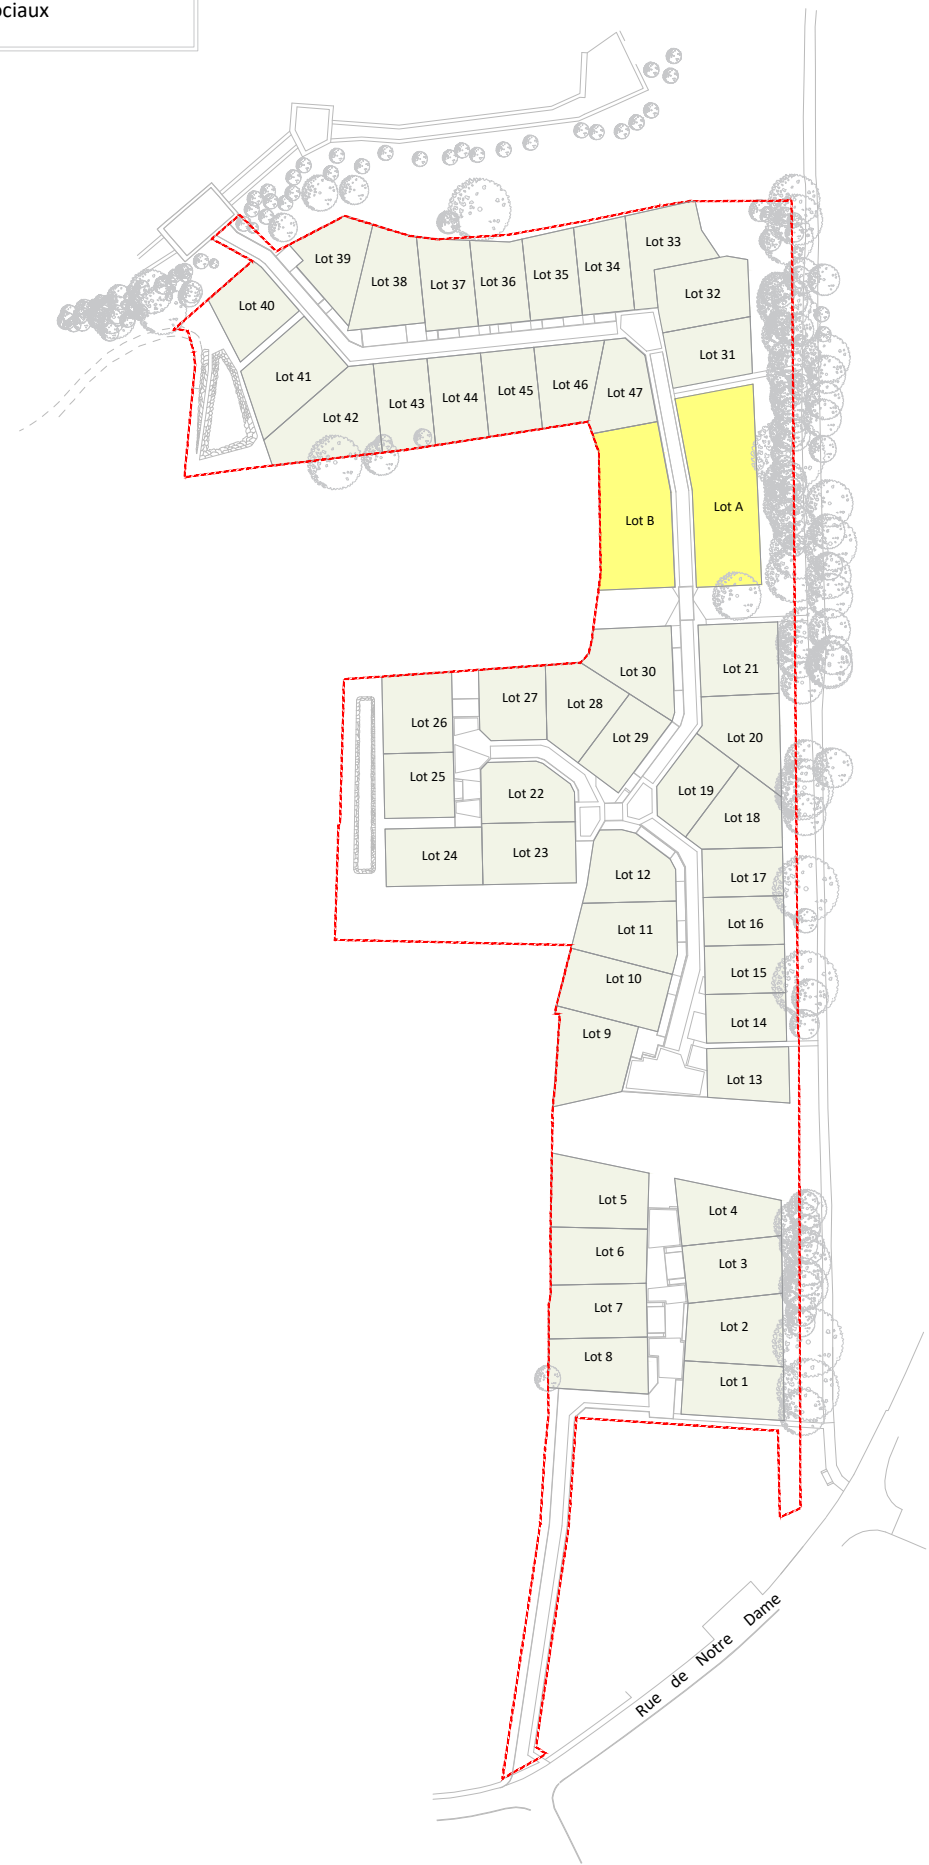 ociaux
Lot 33
Lot 39
Lot 38
Lot 37
Lot 36
Lot 35
Lot 34
Lot 32
Lot 40
Lot 31
Lot 41
Lot 42
Lot 43
Lot 44
Lot 45
Lot 46
Lot 47
Lot B
Lot A
Lot 30
Lot 21
Lot 27
Lot 28
Lot 26
Lot 29
Lot 20
Lot 25
Lot 22
Lot 19
Lot 18
Lot 24
Lot 23
Lot 12
Lot 17
Lot 11
Lot 16
Lot 10
Lot 15
Lot 9
Lot 14
Lot 13
Lot 5
Lot 4
Lot 6
Lot 3
Lot 7
Lot 2
Lot 8
Lot 1
Rue de Notre Dame